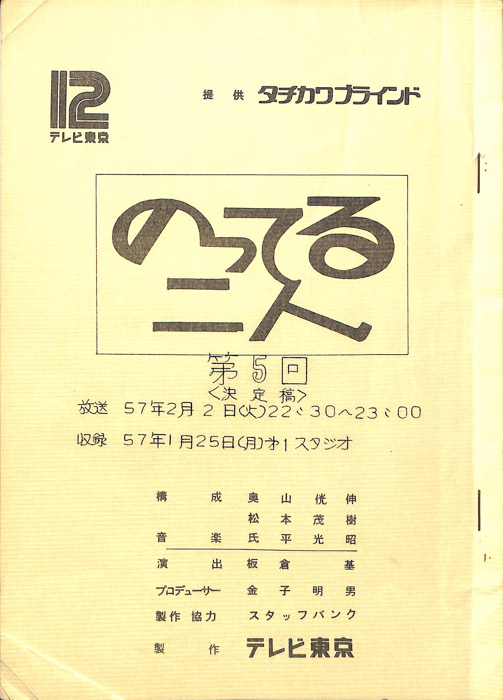 12
テレビ東京
提供 タチカワブラインド
のってる
二人
第5回
<決定稿>
放送 57年2月2日(火)22:30～23:00
収録 57年1月25日(月)才1スタジオ
構成 奥山侊伸
松本茂樹
音楽 氏平光昭
演出 板倉基
プロデューサー 金子明男
製作協力 スタッフバンク
製作 テレビ東京